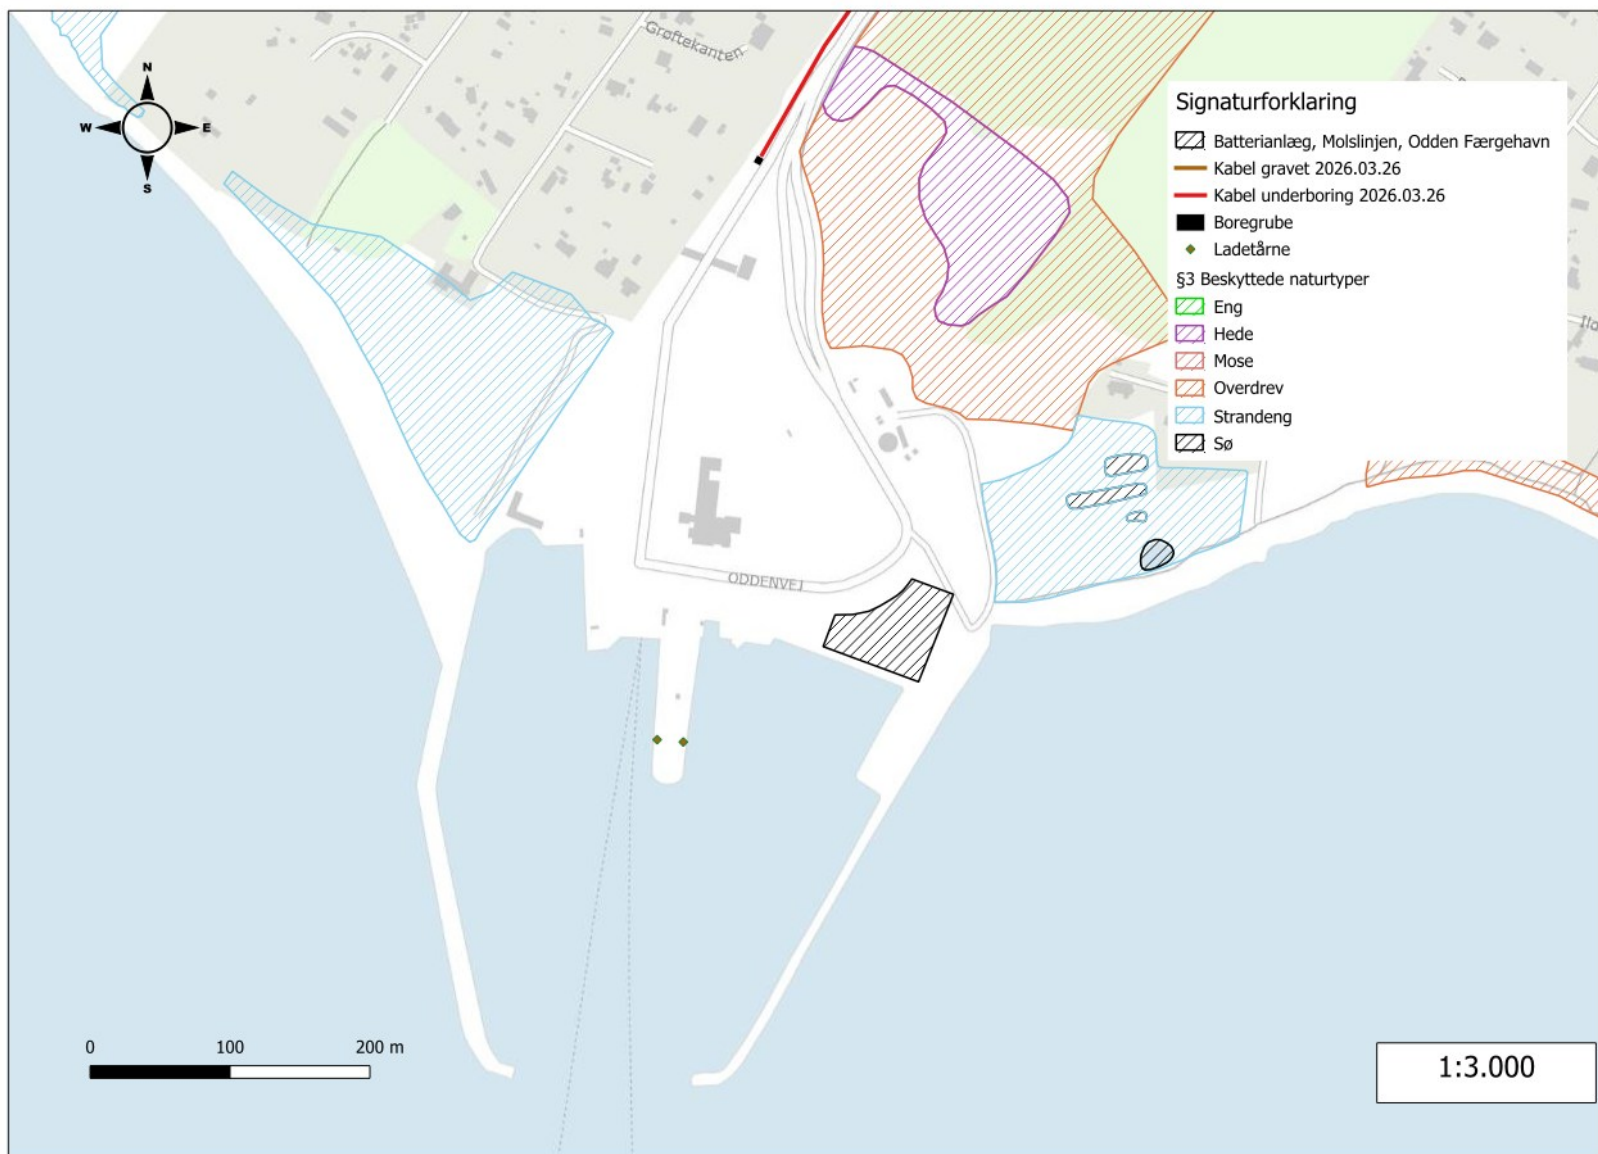 Grøftekanten
N
W E
S
Signaturforklaring
Batterianlæg, Molslinjen, Odden Færgehavn
Kabel gravet 2026.03.26
Kabel underboring 2026.03.26
Boregrube
Ladetårne
§3 Beskyttede naturtyper
Eng
Hede
Mose
Overdrev
Strandeng
Sø
ODDENVEJ
0 100 200 m
1:3.000